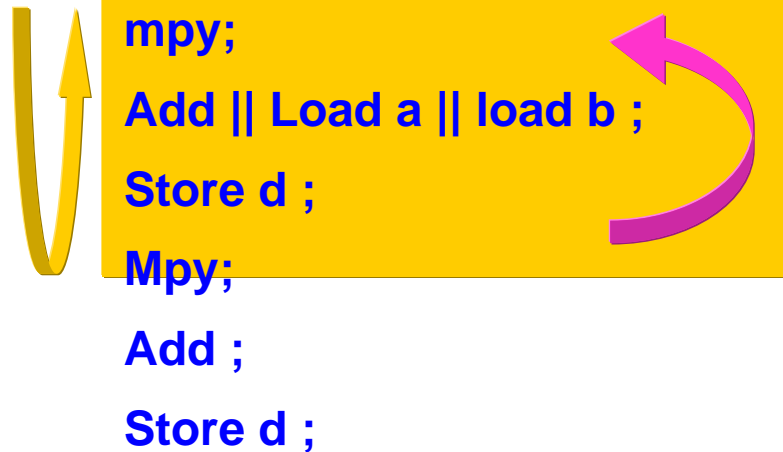 mpy;
Add || Load a || load b ;
Store d ;
Mpy;
Add ;
Store d ;